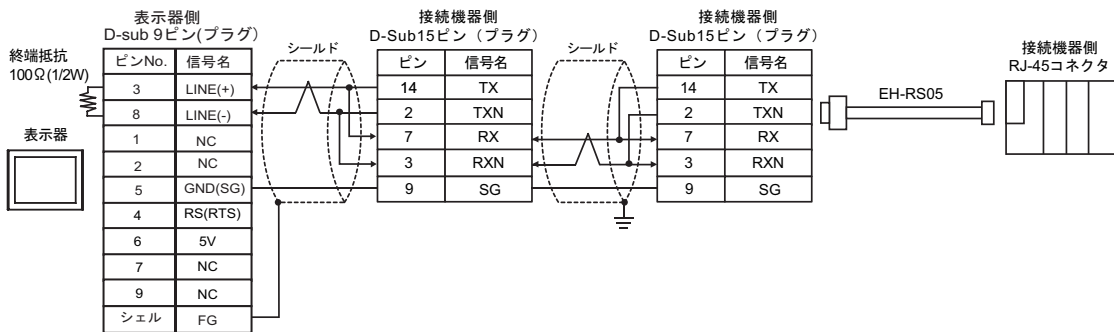 表示器側
D-sub 9ピン(プラグ)
終端抵抗
100Ω(1/2W)
表示器
ピンNo. 信号名
3 LINE(+)
8 LINE(-)
1 NC
2 NC
5 GND(SG)
4 RS(RTS)
6 5V
7 NC
9 NC
シェル FG
シールド
接続機器側
D-Sub15ピン（プラグ）
ピン 信号名
14 TX
2 TXN
7 RX
3 RXN
9 SG
シールド
接続機器側
D-Sub15ピン（プラグ）
ピン 信号名
14 TX
2 TXN
7 RX
3 RXN
9 SG
EH-RS05
接続機器側
RJ-45コネクタ